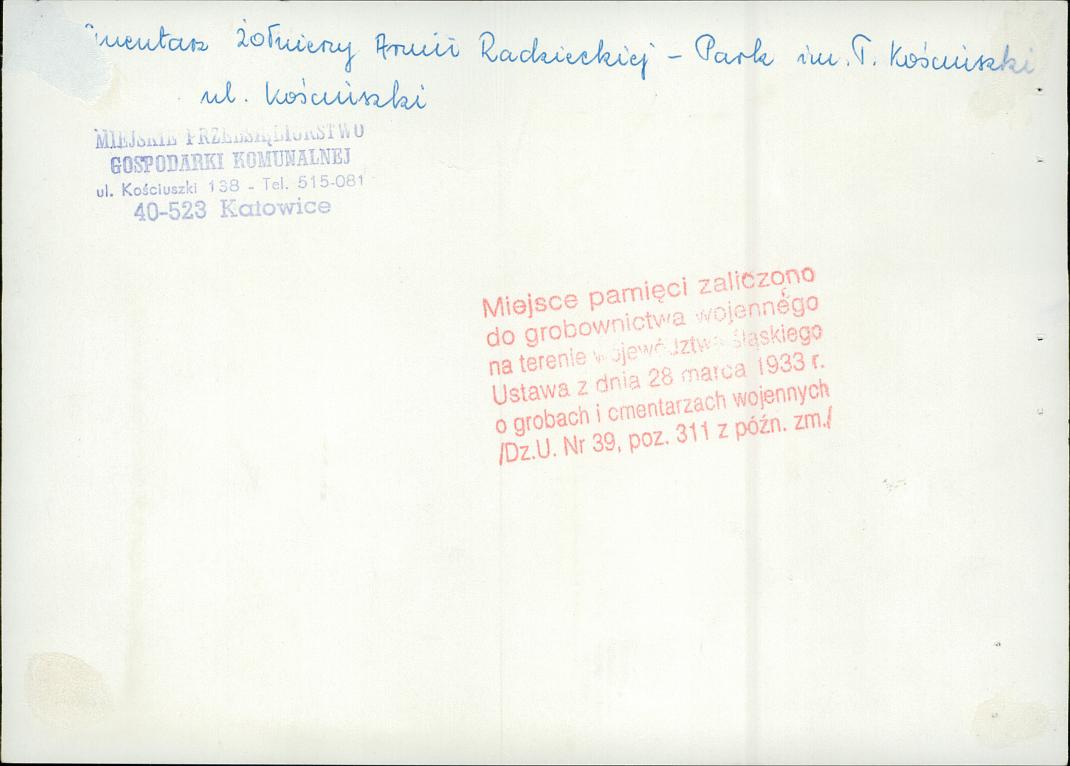 Cmentarz żołnierzy Armii Radzieckiej – Park im. T. Kościuszki
ul. Kościuszki
MIEJSKIE PRZEDSIĘBIORSTWO
GOSPODARKI KOMUNALNEJ
ul. Kościuszki 138 - Tel. 515-081
40-523 Katowice
Miejsce pamięci zaliczono
do grobownictwa wojennego
na terenie województwa śląskiego
Ustawa z dnia 28 marca 1933 r.
o grobach i cmentarzach wojennych
/Dz.U. Nr 39, poz. 311 z późn. zm./